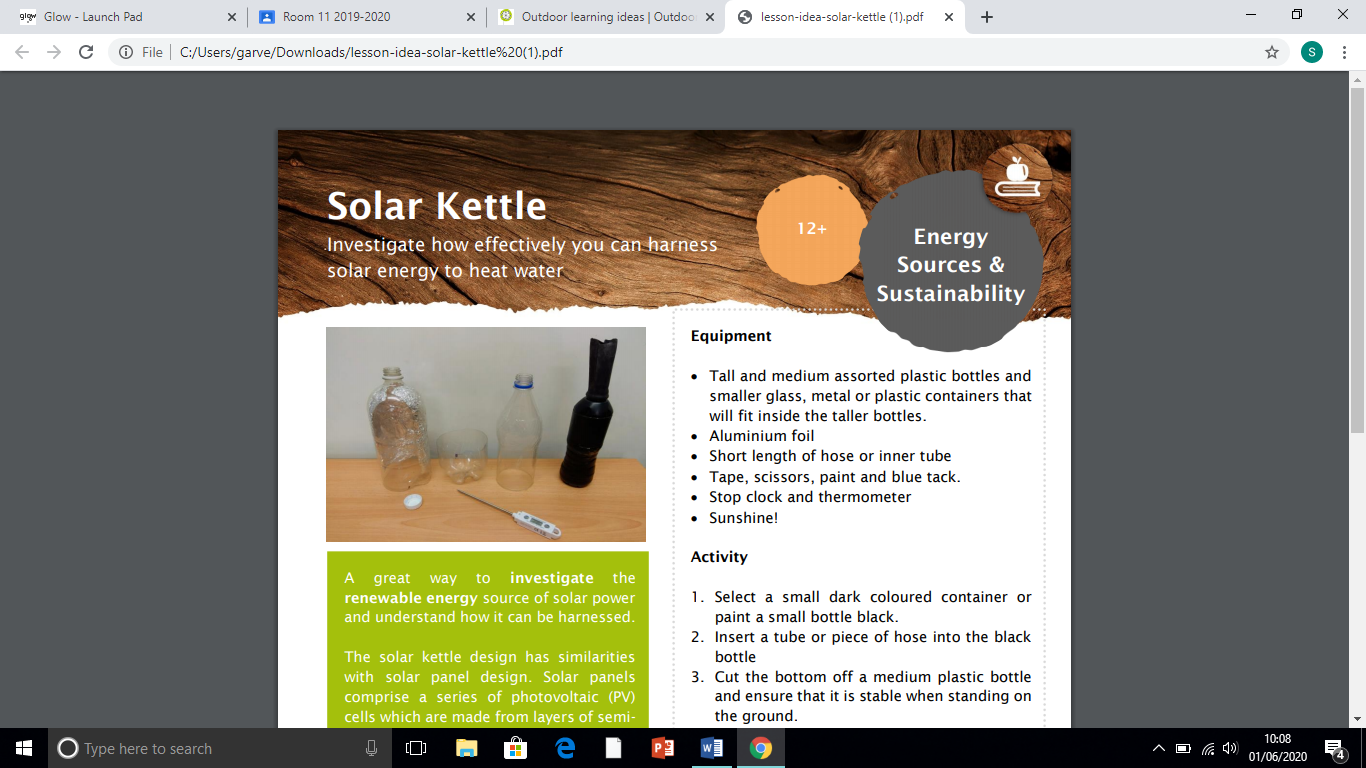 Glow - Launch Pad
Room 11 2019-2020
Outdoor learning ideas | Outdoo
lesson-idea-solar-kettle (1).pdf
File
C:/Users/garve/Downloads/lesson-idea-solar-kettle%20(1).pdf
S
Solar Kettle
Investigate how effectively you can harness
solar energy to heat water
12+
Energy
Sources &
Sustainability
A great way to investigate the
renewable energy source of solar power
and understand how it can be harnessed.
The solar kettle design has similarities
with solar panel design. Solar panels
comprise a series of photovoltaic (PV)
cells which are made from layers of semi-
Equipment
• Tall and medium assorted plastic bottles and
smaller glass, metal or plastic containers that
will fit inside the taller bottles.
• Aluminium foil
• Short length of hose or inner tube
• Tape, scissors, paint and blue tack.
• Stop clock and thermometer
• Sunshine!
Activity
1. Select a small dark coloured container or
paint a small bottle black.
2. Insert a tube or piece of hose into the black
bottle
3. Cut the bottom off a medium plastic bottle
and ensure that it is stable when standing on
the ground.
Type here to search
10:08
01/06/2020
4